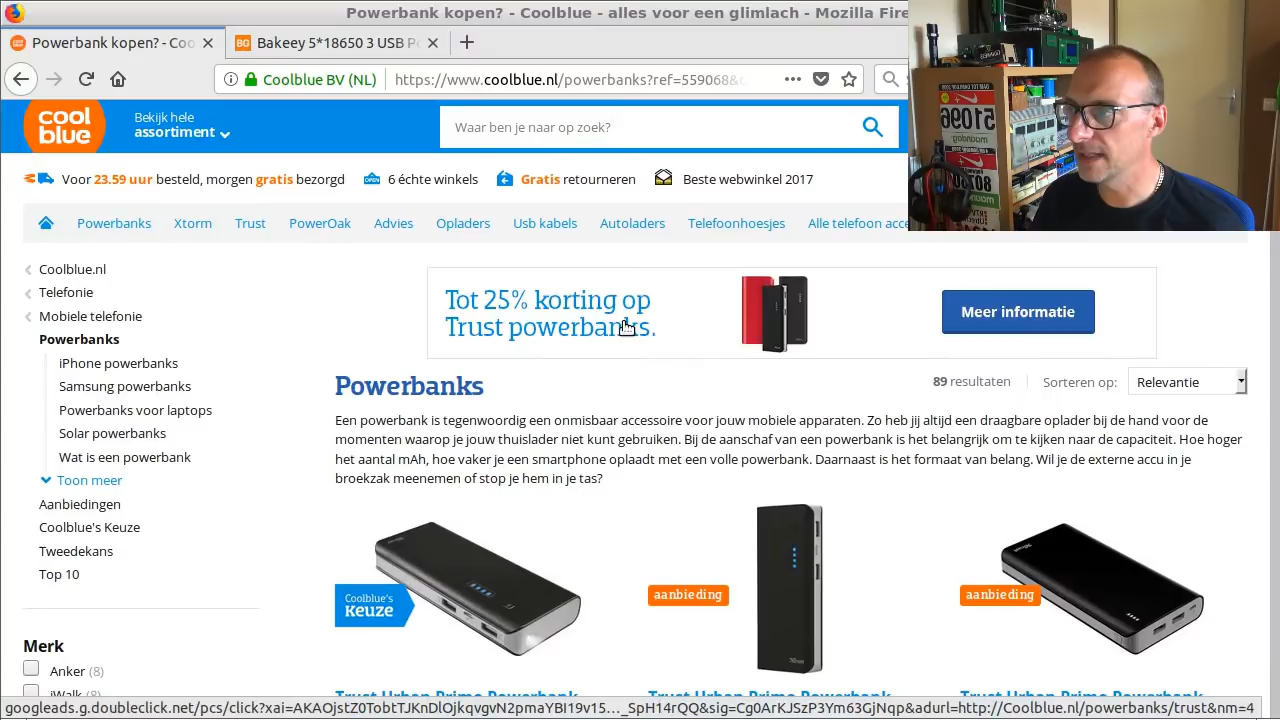 Powerbank kopen? - Coolblue - alles voor een glimlach - Mozilla Fire
Powerbank kopen? - Coo
BG Bakeey 5*18650 3 USB Po
Coolblue BV (NL)
https://www.coolblue.nl/powerbanks?ref=559068&
cool
blue
Bekijk hele
assortiment
Waar ben je naar op zoek?
Voor 23.59 uur besteld, morgen gratis bezorgd
OPEN
6 échte winkels
Gratis retourneren
Beste webwinkel 2017
Powerbanks
Xtorm
Trust
PowerOak
Advies
Opladers
Usb kabels
Autoladers
Telefoonhoesjes
Alle telefoon acce
Coolblue.nl
Telefonie
Mobiele telefonie
Powerbanks
iPhone powerbanks
Samsung powerbanks
Powerbanks voor laptops
Solar powerbanks
Wat is een powerbank
Toon meer
Aanbiedingen
Coolblue's Keuze
Tweedekans
Top 10
Merk
Anker (8)
iWalk (8)
Tot 25% korting op
Trust powerbanks.
Meer informatie
Powerbanks
89 resultaten
Sorteren op:
Relevantie
Een powerbank is tegenwoordig een onmisbaar accessoire voor jouw mobiele apparaten. Zo heb jij altijd een draagbare oplader bij de hand voor de
momenten waarop je jouw thuislader niet kunt gebruiken. Bij de aanschaf van een powerbank is het belangrijk om te kijken naar de capaciteit. Hoe hoger
het aantal mAh, hoe vaker je een smartphone oplaadt met een volle powerbank. Daarnaast is het formaat van belang. Wil je de externe accu in je
broekzak meenemen of stop je hem in je tas?
Coolblue's
Keuze
aanbieding
aanbieding
Trust Urban Prime Powerbank
Trust Urban Prime Powerbank
Trust Urban Prime Powerbank
googleads.g.doubleclick.net/pcs/click?xai=AKAOjstZ0TobtTJKnDlOjkqvgvN2pmaYBI19v15…_SpH14rQQ&sig=Cg0ArKJSzP3Ym63GjNqp&adurl=http://Coolblue.nl/powerbanks/trust&nm=4
51096